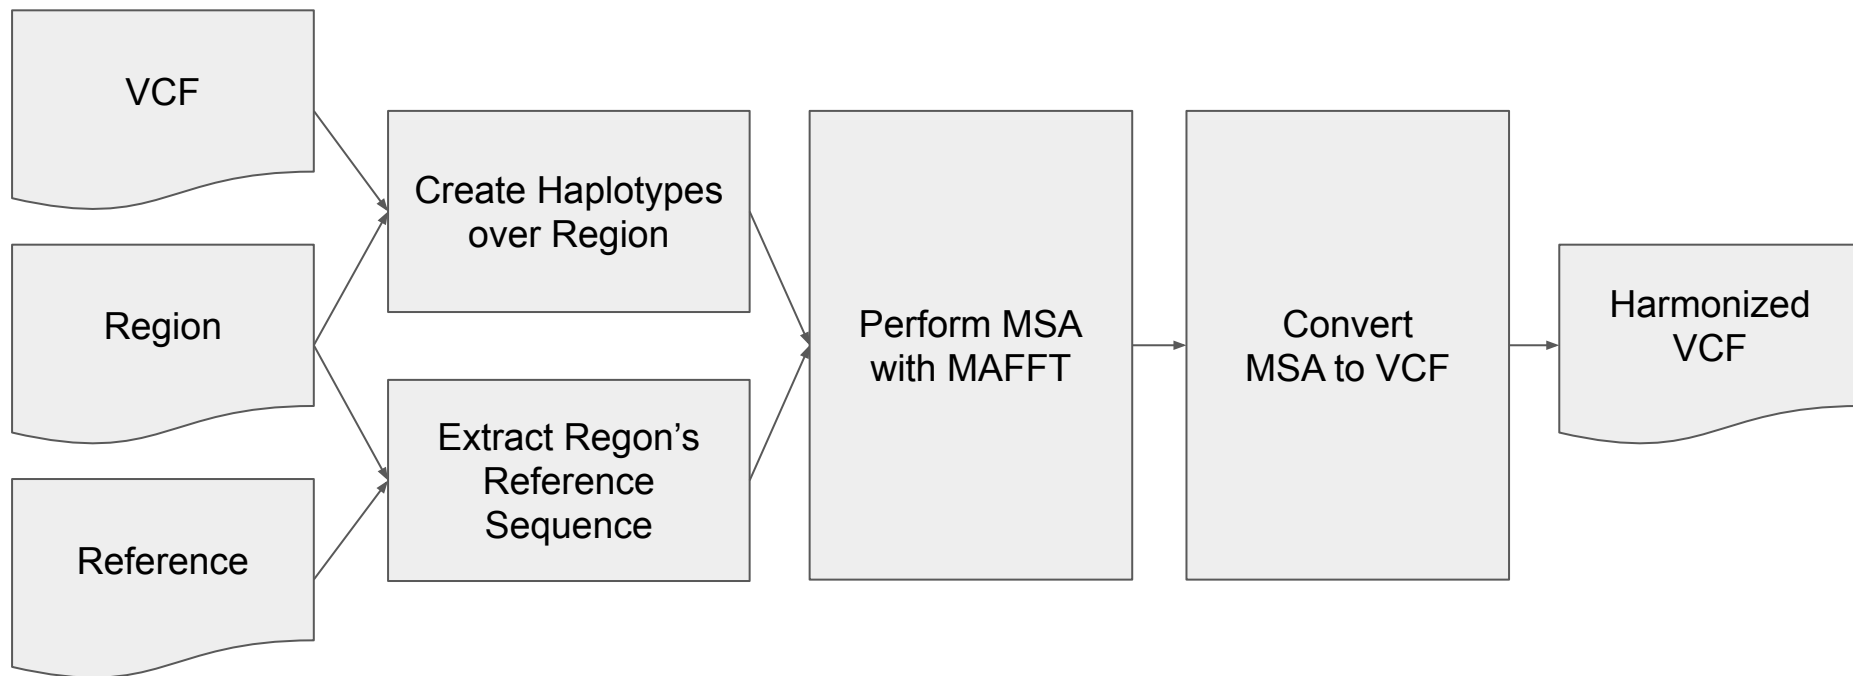 VCF
Region
Reference
Create Haplotypes
over Region
Extract Regon’s
Reference
Sequence
Perform MSA
with MAFFT
Convert
MSA to VCF
Harmonized
VCF